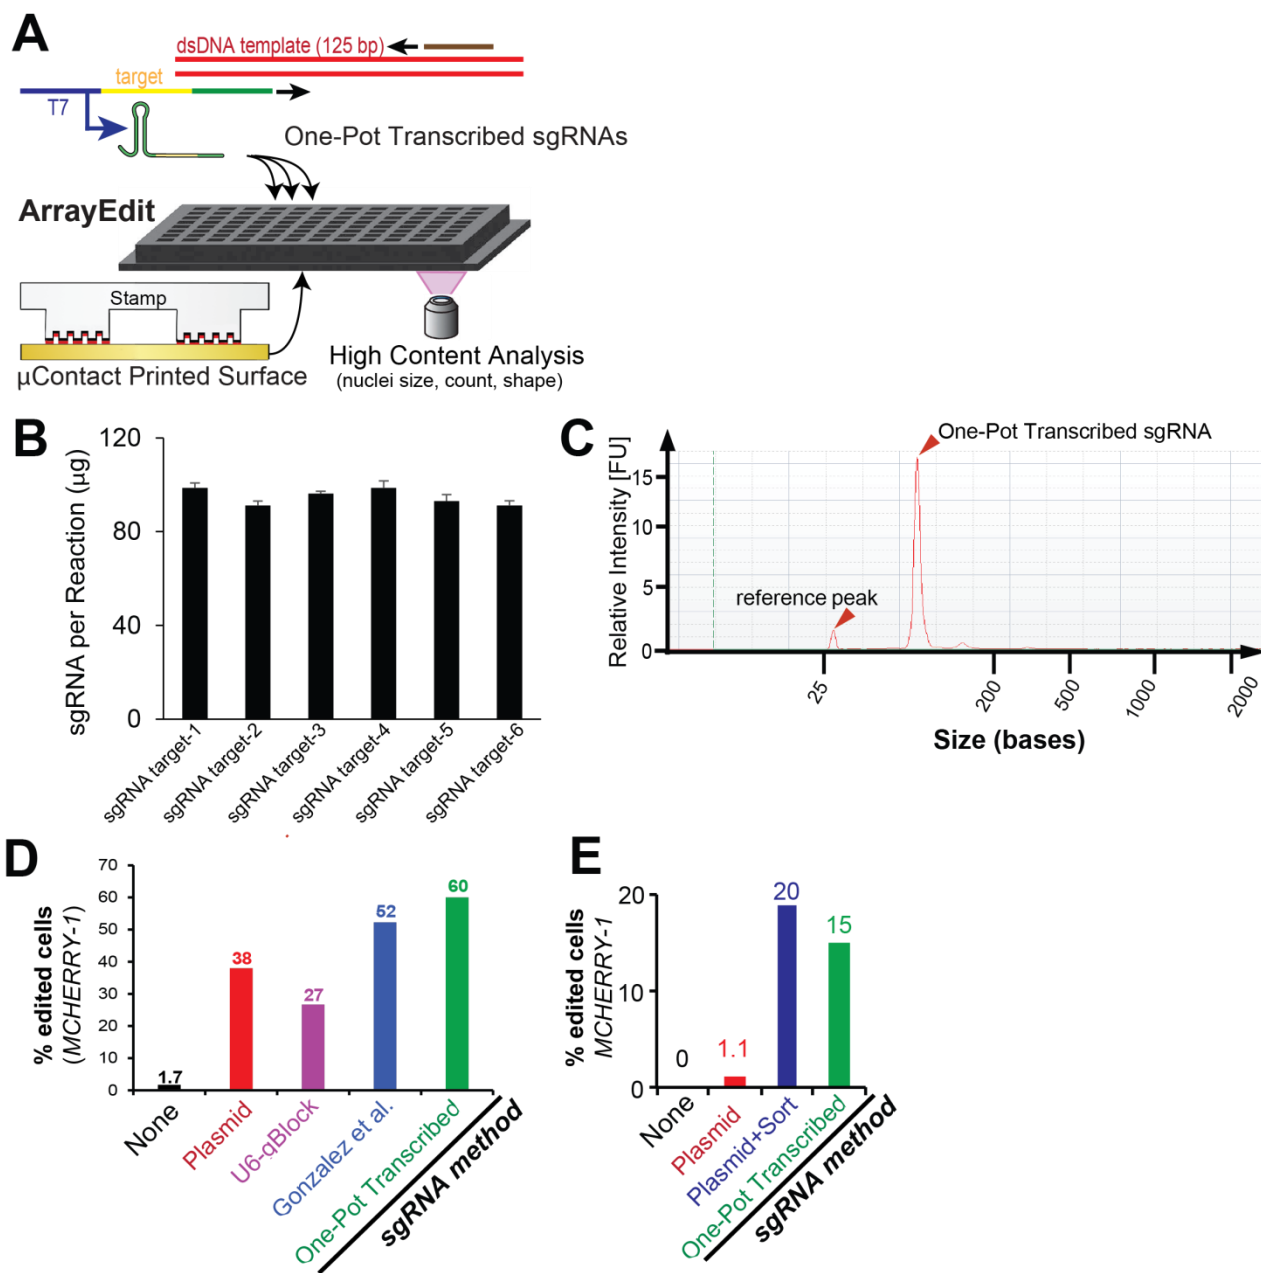 A
dsDNA template (125 bp)
target
T7
One-Pot Transcribed sgRNAs
ArrayEdit
Stamp
µContact Printed Surface
High Content Analysis
(nuclei size, count, shape)
B
sgRNA per Reaction (µg)
120
80
40
0
sgRNA target-1
sgRNA target-2
sgRNA target-3
sgRNA target-4
sgRNA target-5
sgRNA target-6
C
Relative Intensity [FU]
15
10
5
0
One-Pot Transcribed sgRNA
reference peak
25
200
500
1000
2000
Size (bases)
D
% edited cells
(MCHERRY-1)
70
60
50
40
30
20
10
0
1.7
38
27
52
60
None
Plasmid
U6-gBlock
Gonzalez et al.
One-Pot Transcribed
sgRNA method
E
% edited cells
MCHERRY-1
20
10
0
0
1.1
20
15
None
Plasmid
Plasmid+Sort
One-Pot Transcribed
sgRNA method